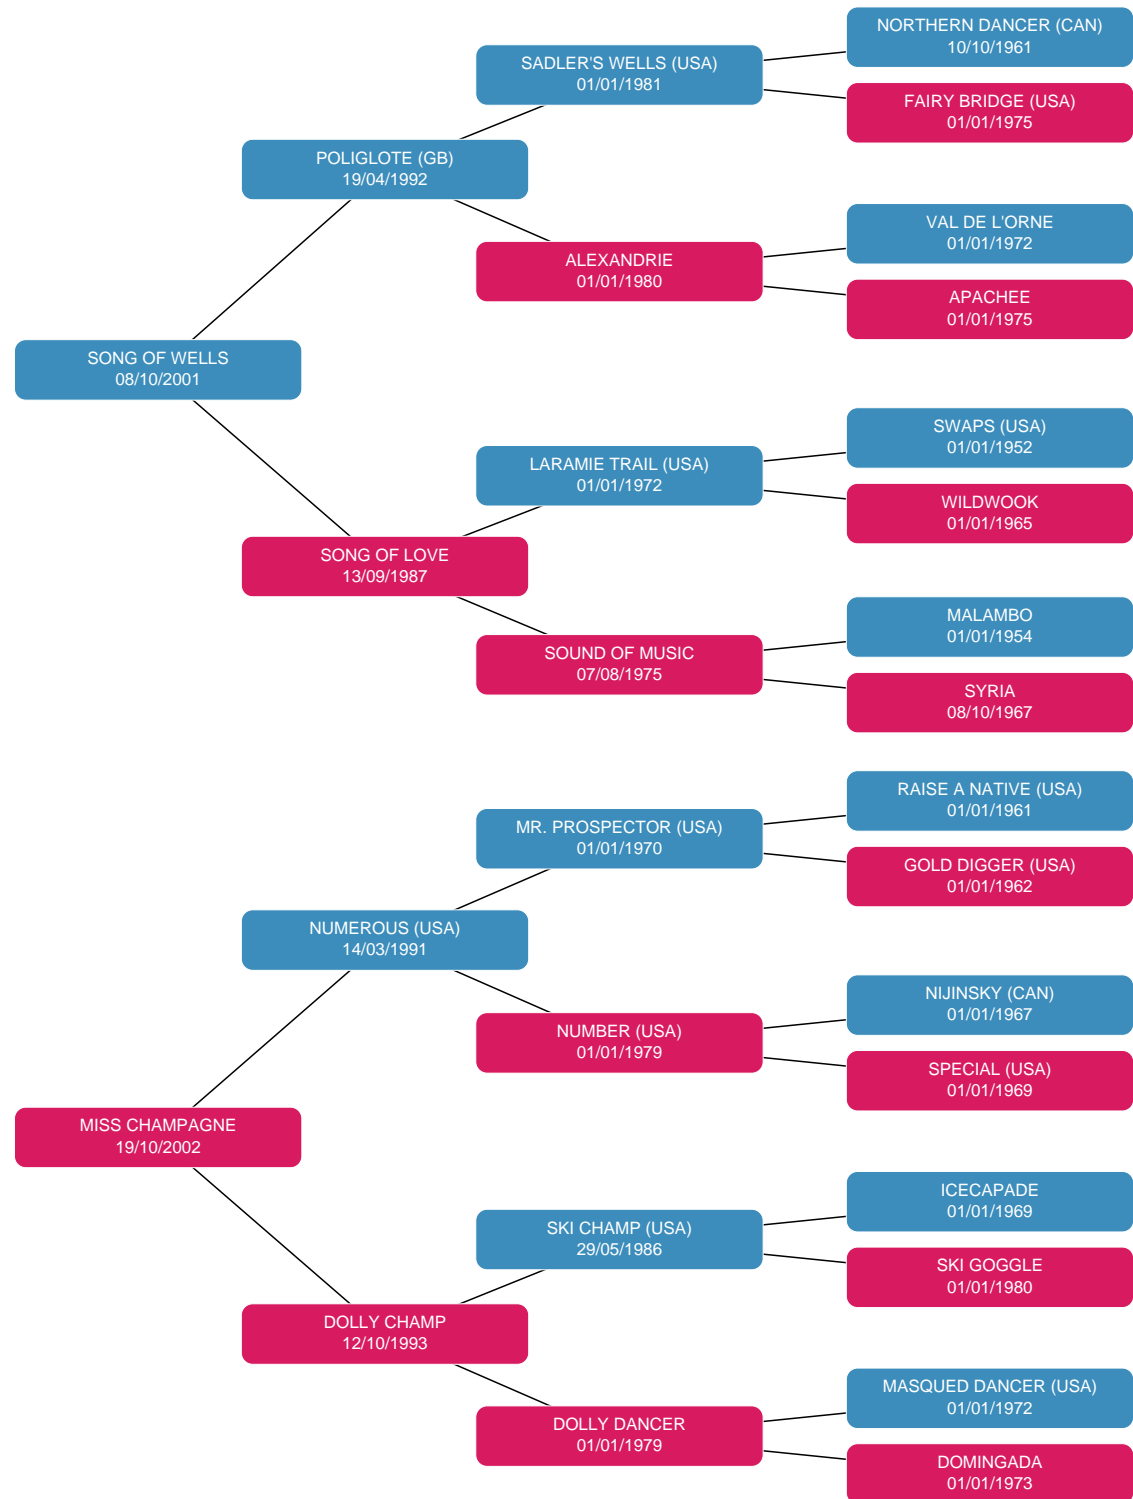 NORTHERN DANCER (CAN)
10/10/1961
SADLER'S WELLS (USA)
01/01/1981
FAIRY BRIDGE (USA)
01/01/1975
POLIGLOTE (GB)
19/04/1992
VAL DE L'ORNE
01/01/1972
ALEXANDRIE
01/01/1980
APACHEE
01/01/1975
SONG OF WELLS
08/10/2001
SWAPS (USA)
01/01/1952
LARAMIE TRAIL (USA)
01/01/1972
WILDWOOK
01/01/1965
SONG OF LOVE
13/09/1987
MALAMBO
01/01/1954
SOUND OF MUSIC
07/08/1975
SYRIA
08/10/1967
RAISE A NATIVE (USA)
01/01/1961
MR. PROSPECTOR (USA)
01/01/1970
GOLD DIGGER (USA)
01/01/1962
NUMEROUS (USA)
14/03/1991
NIJINSKY (CAN)
01/01/1967
NUMBER (USA)
01/01/1979
SPECIAL (USA)
01/01/1969
MISS CHAMPAGNE
19/10/2002
ICECAPADE
01/01/1969
SKI CHAMP (USA)
29/05/1986
SKI GOGGLE
01/01/1980
DOLLY CHAMP
12/10/1993
MASQUED DANCER (USA)
01/01/1972
DOLLY DANCER
01/01/1979
DOMINGADA
01/01/1973